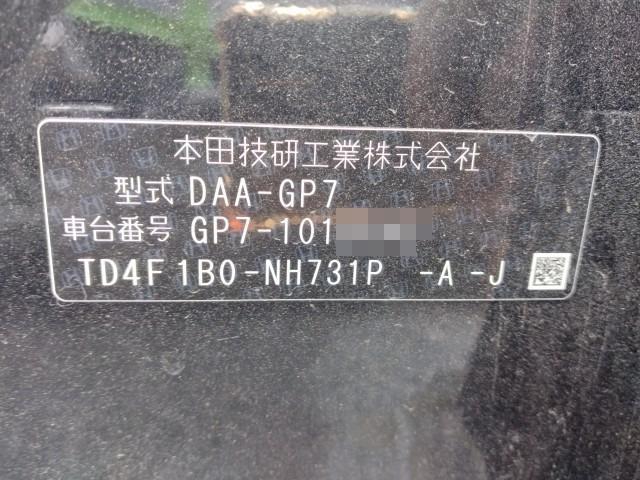 本田技研工業株式会社
型式 DAA-GP7
車台番号 GP7-101
TD4F1B0-NH731P -A-J